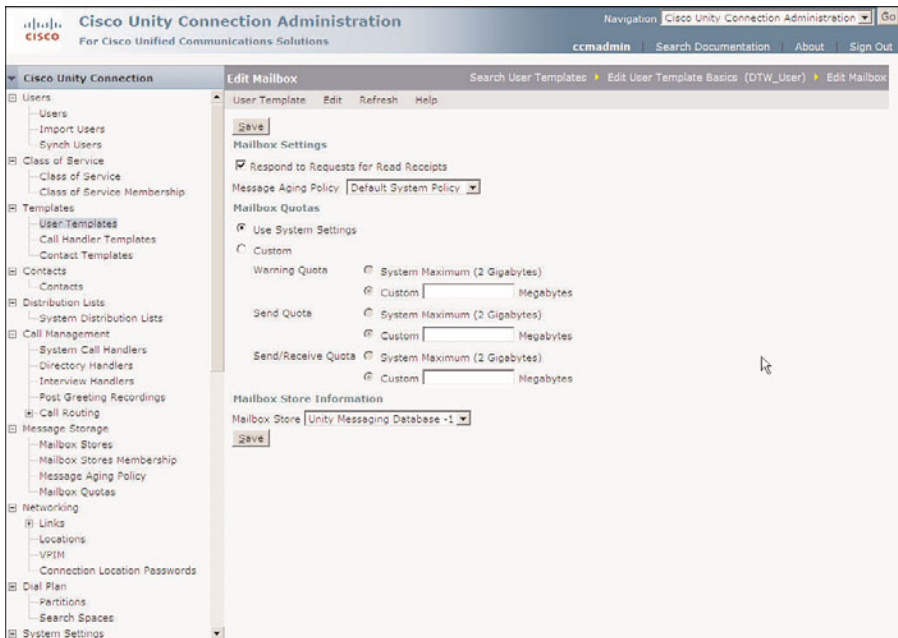 cisco
Cisco Unity Connection Administration
For Cisco Unified Communications Solutions
Navigation Cisco Unity Connection Administration Go
ccmadmin Search Documentation About Sign Out
Cisco Unity Connection
Users
Users
Import Users
Synch Users
Class of Service
Class of Service
Class of Service Membership
Templates
User Templates
Call Handler Templates
Contact Templates
Contacts
Contacts
Distribution Lists
System Distribution Lists
Call Management
System Call Handlers
Directory Handlers
Interview Handlers
Post Greeting Recordings
Call Routing
Message Storage
Mailbox Stores
Mailbox Stores Membership
Message Aging Policy
Mailbox Quotas
Networking
Links
Locations
VPIM
Connection Location Passwords
Dial Plan
Partitions
Search Spaces
System Settings
Edit Mailbox
Search User Templates Edit User Template Basics (DTW_User) Edit Mailbox
User Template Edit Refresh Help
Save
Mailbox Settings
Respond to Requests for Read Receipts
Message Aging Policy Default System Policy
Mailbox Quotas
Use System Settings
Custom
Warning Quota System Maximum (2 Gigabytes)
Custom Megabytes
Send Quota System Maximum (2 Gigabytes)
Custom Megabytes
Send/Receive Quota System Maximum (2 Gigabytes)
Custom Megabytes
Mailbox Store Information
Mailbox Store Unity Messaging Database -1
Save